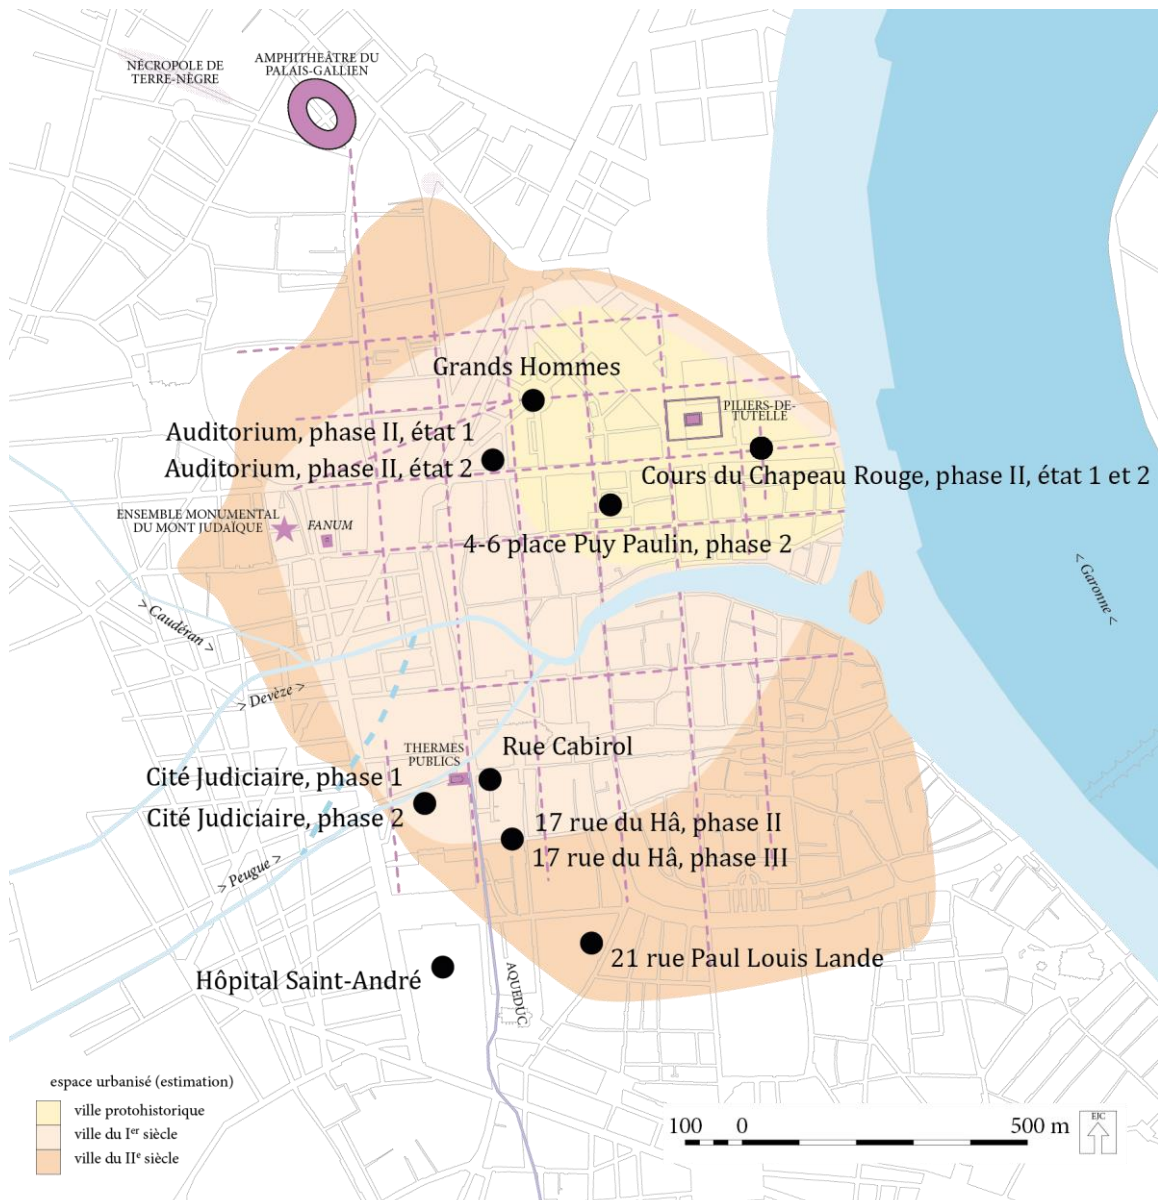 NÉCROPOLE DE
TERRE-NÈGRE
AMPHITHEÂTRE DU
PALAIS-GALLIEN
Grands Hommes
PILIERS-DE-
TUTELLE
Auditorium, phase II, état 1
Auditorium, phase II, état 2
Cours du Chapeau Rouge, phase II, état 1 et 2
ENSEMBLE MONUMENTAL
DU MONT JUDAÏQUE
FANUM
4-6 place Puy Paulin, phase 2
< Garonne <
> Caudéran >
> Devèze >
THERMES
PUBLICS
Rue Cabirol
Cité Judiciaire, phase 1
Cité Judiciaire, phase 2
17 rue du Hâ, phase II
17 rue du Hâ, phase III
> Peugue >
21 rue Paul Louis Lande
Hôpital Saint-André
AQUEDUC
espace urbanisé (estimation)
ville protohistorique
ville du Ier siècle
ville du IIe siècle
100 0 500 m
EJC